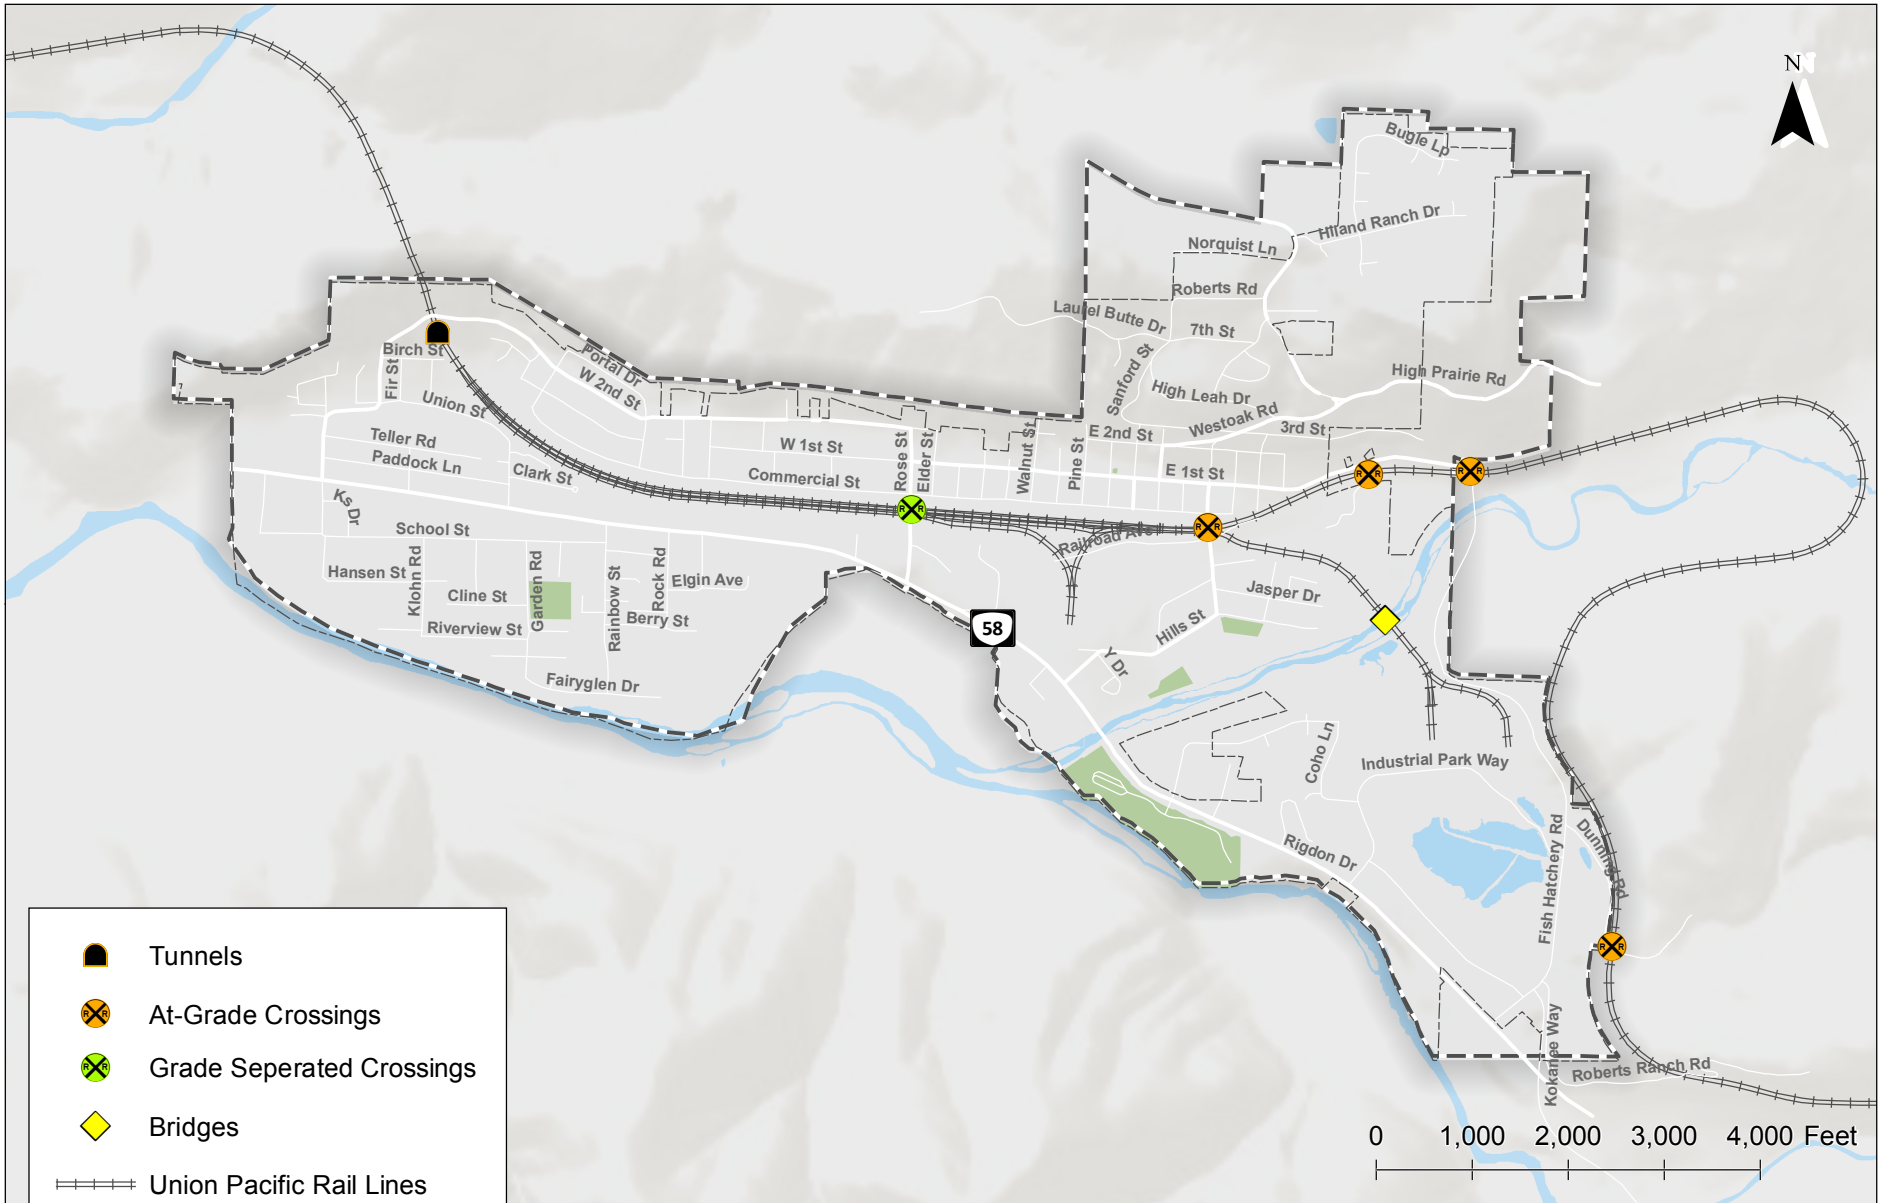 N
Bugle Lp
Hiland Ranch Dr
Norquist Ln
Roberts Rd
Laurel Butte Dr
7th St
Sanford St
High Prairie Rd
High Leah Dr
Westoak Rd
3rd St
E 2nd St
E 1st St
Birch St
Fir St
Portal Dr
W 2nd St
Union St
Teller Rd
Paddock Ln
Clark St
W 1st St
Commercial St
Rose St
Elder St
Walnut St
Pine St
Ks Dr
School St
Railroad Ave
Hansen St
Klohn Rd
Cline St
Garden Rd
Rainbow St
Rock Rd
Elgin Ave
Berry St
Riverview St
Fairyglen Dr
Jasper Dr
Hills St
Y Dr
58
Coho Ln
Industrial Park Way
Rigdon Dr
Fish Hatchery Rd
Dunning Rd
Kokanee Way
Roberts Ranch Rd
R R
R R
R R
R R
R R
Tunnels
R R At-Grade Crossings
R R Grade Seperated Crossings
Bridges
Union Pacific Rail Lines
0 1,000 2,000 3,000 4,000 Feet